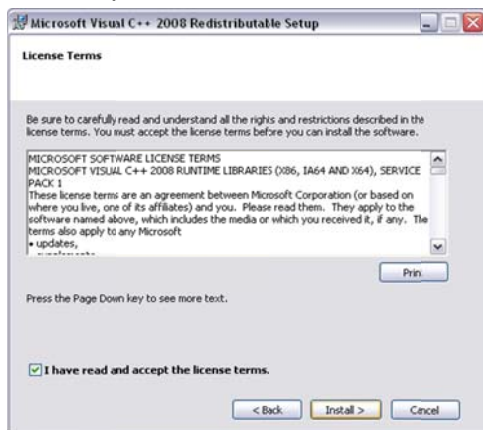 Microsoft Visual C++ 2008 Redistributable Setup
License Terms
Be sure to carefully read and understand all the rights and restrictions described in the
license terms. You must accept the license terms before you can install the software.
MICROSOFT SOFTWARE LICENSE TERMS
MICROSOFT VISUAL C++ 2008 RUNTIME LIBRARIES (X86, IA64 AND X64), SERVICE
PACK 1
These license terms are an agreement between Microsoft Corporation (or based on
where you live, one of its affiliates) and you. Please read them. They apply to the
software named above, which includes the media on which you received it, if any. The
terms also apply to any Microsoft
• updates,
Print
Press the Page Down key to see more text.
I have read and accept the license terms.
< Back
Install >
Cancel